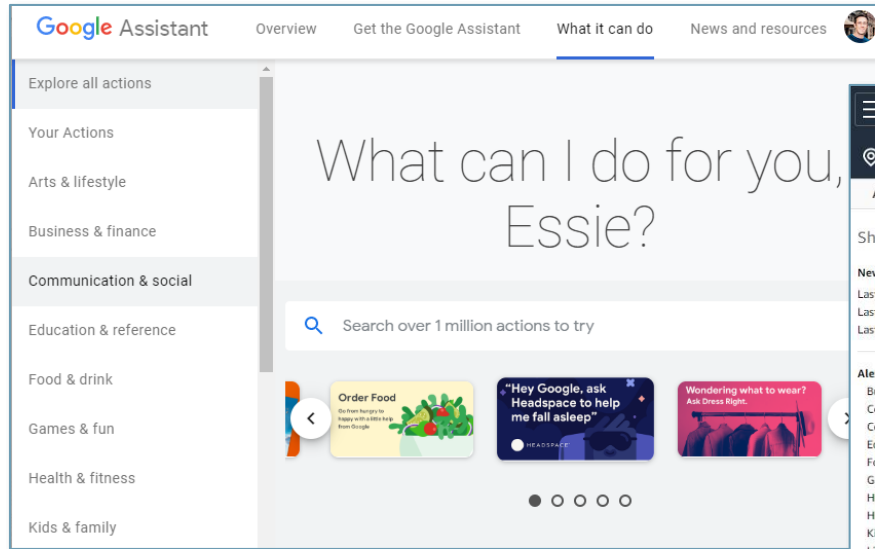 Google Assistant
Overview
Get the Google Assistant
What it can do
News and resources
Explore all actions
Your Actions
Arts & lifestyle
Business & finance
Communication & social
Education & reference
Food & drink
Games & fun
Health & fitness
Kids & family
What can I do for you,
Essie?
Search over 1 million actions to try
Order Food
Go from hungry to
happy with a little help
from Google
"Hey Google, ask
Headspace to help
me fall asleep"
HEADSPACE
Wondering what to wear?
Ask Dress Right.